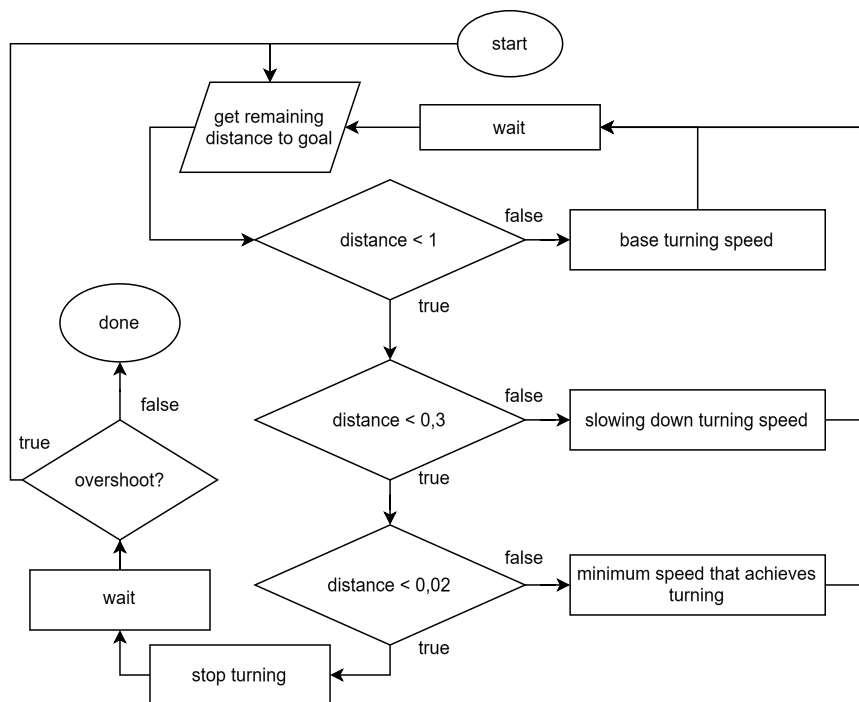 start
get remaining
distance to goal
wait
distance < 1
false
base turning speed
true
done
distance < 0,3
false
slowing down turning speed
true
false
true
overshoot?
distance < 0,02
false
minimum speed that achieves
turning
true
wait
stop turning